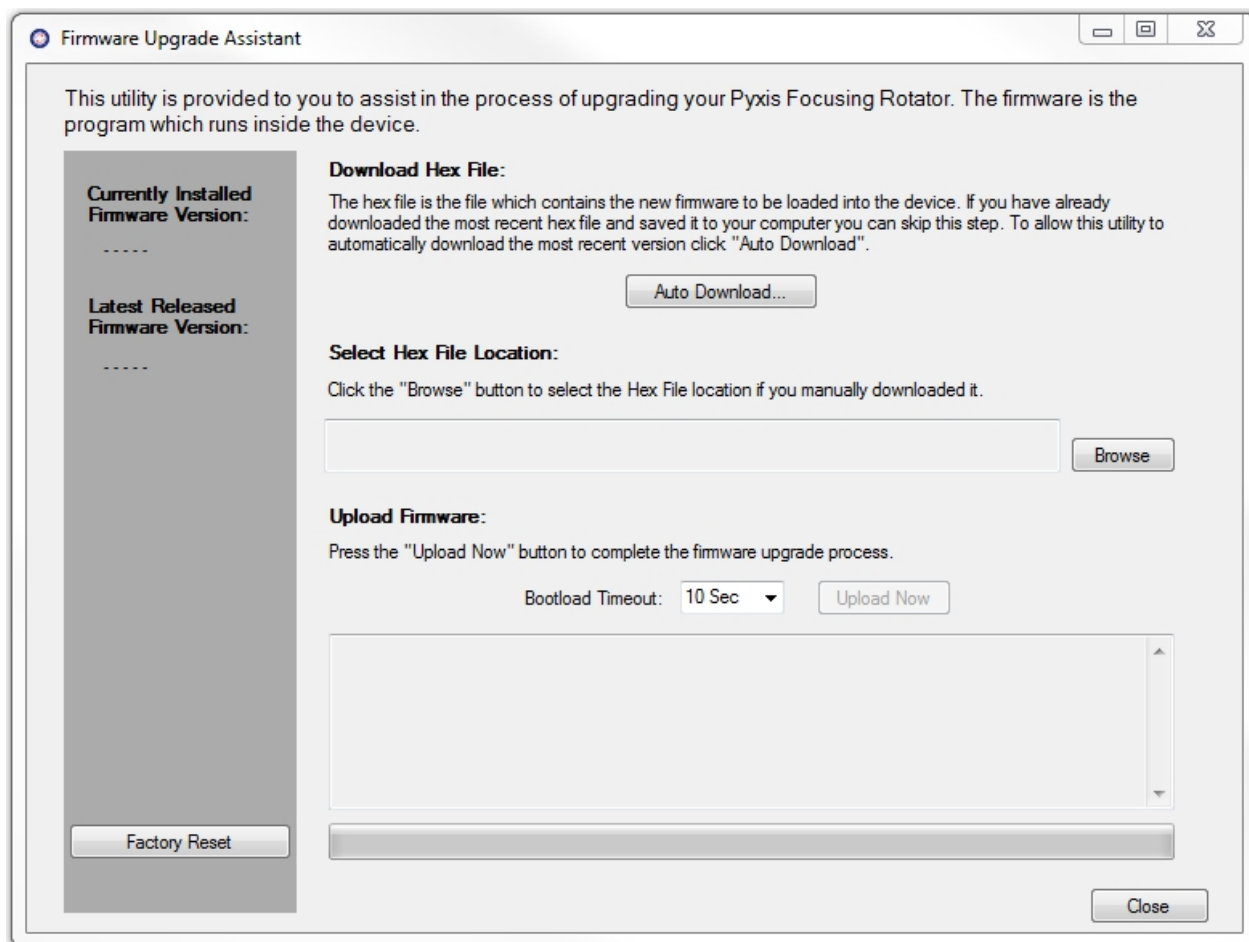 Firmware Upgrade Assistant
This utility is provided to you to assist in the process of upgrading your Pyxis Focusing Rotator. The firmware is the
program which runs inside the device.
Currently Installed
Firmware Version:
- - - - -
Latest Released
Firmware Version:
- - - - -
Factory Reset
Download Hex File:
The hex file is the file which contains the new firmware to be loaded into the device. If you have already
downloaded the most recent hex file and saved it to your computer you can skip this step. To allow this utility to
automatically download the most recent version click "Auto Download".
Auto Download...
Select Hex File Location:
Click the "Browse" button to select the Hex File location if you manually downloaded it.
Browse
Upload Firmware:
Press the "Upload Now" button to complete the firmware upgrade process.
Bootload Timeout: 10 Sec Upload Now
Close